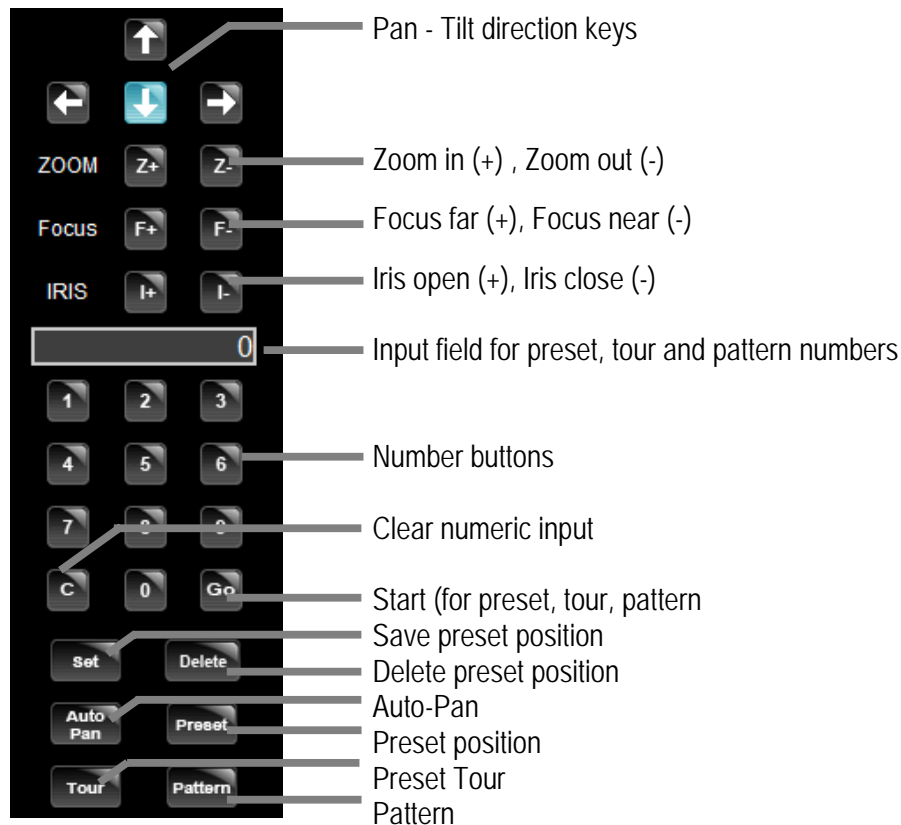 Pan - Tilt direction keys
ZOOM Z+ Z- Zoom in (+) , Zoom out (-)
Focus F+ F- Focus far (+), Focus near (-)
IRIS I+ I- Iris open (+), Iris close (-)
0 Input field for preset, tour and pattern numbers
1 2 3
4 5 6 Number buttons
7 8 9
Clear numeric input
C 0 Go
Start (for preset, tour, pattern
Save preset position
Set Delete
Delete preset position
Auto-Pan
Auto Preset
Pan
Preset position
Preset Tour
Tour Pattern
Pattern